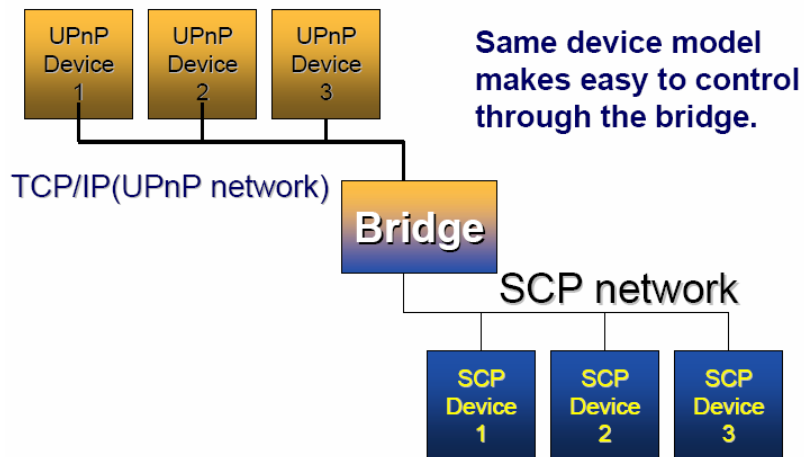 UPnP
Device
1
UPnP
Device
2
UPnP
Device
3
Same device model
makes easy to control
through the bridge.
TCP/IP(UPnP network)
Bridge
SCP network
SCP
Device
1
SCP
Device
2
SCP
Device
3